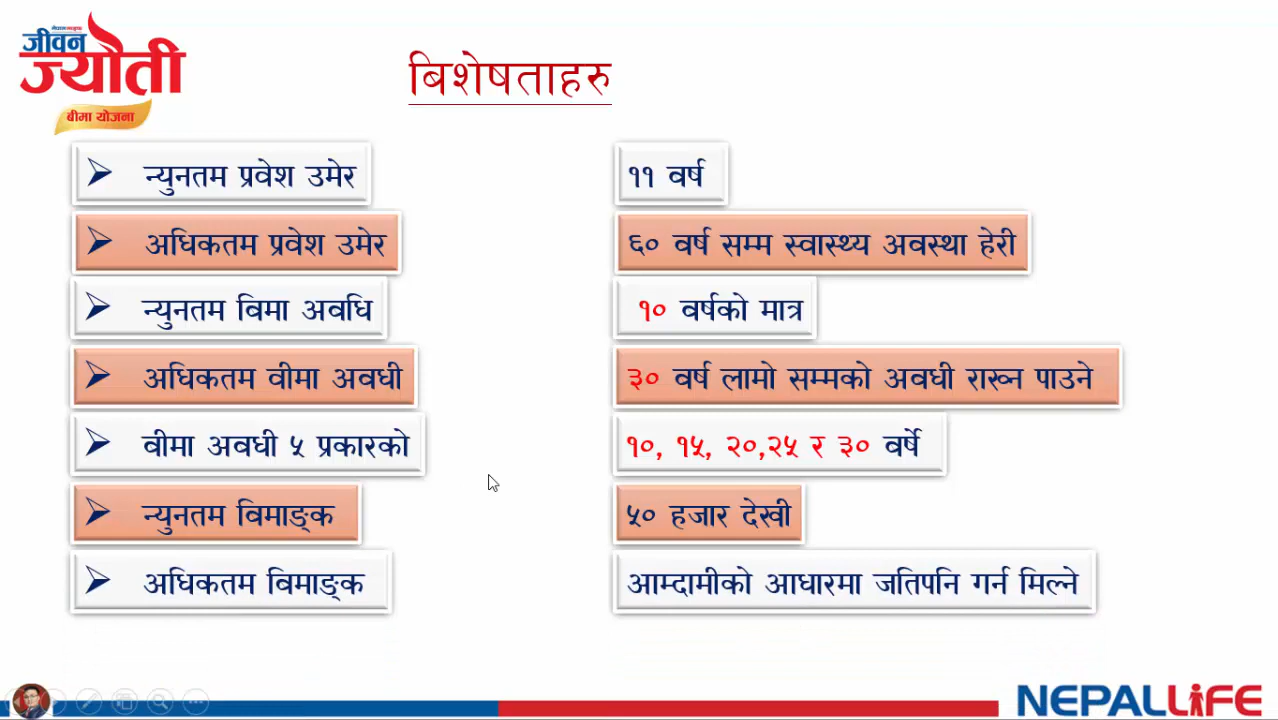 जीवन
ज्योती
बीमा योजना
बिशेषताहरु
न्युनतम प्रवेश उमेर ११ वर्ष
अधिकतम प्रवेश उमेर ६० वर्ष सम्म स्वास्थ्य अवस्था हेरी
न्युनतम विमा अवधि १० वर्षको मात्र
अधिकतम वीमा अवधी ३० वर्ष लामो सम्मको अवधी राख्न पाउने
बीमा अवधी ५ प्रकारको १०, १५, २०,२५ र ३० वर्षे
न्युनतम विमाङ्क ५० हजार देखी
अधिकतम विमाङ्क आम्दामीको आधारमा जतिपनि गर्न मिल्ने
NEPALLIFE